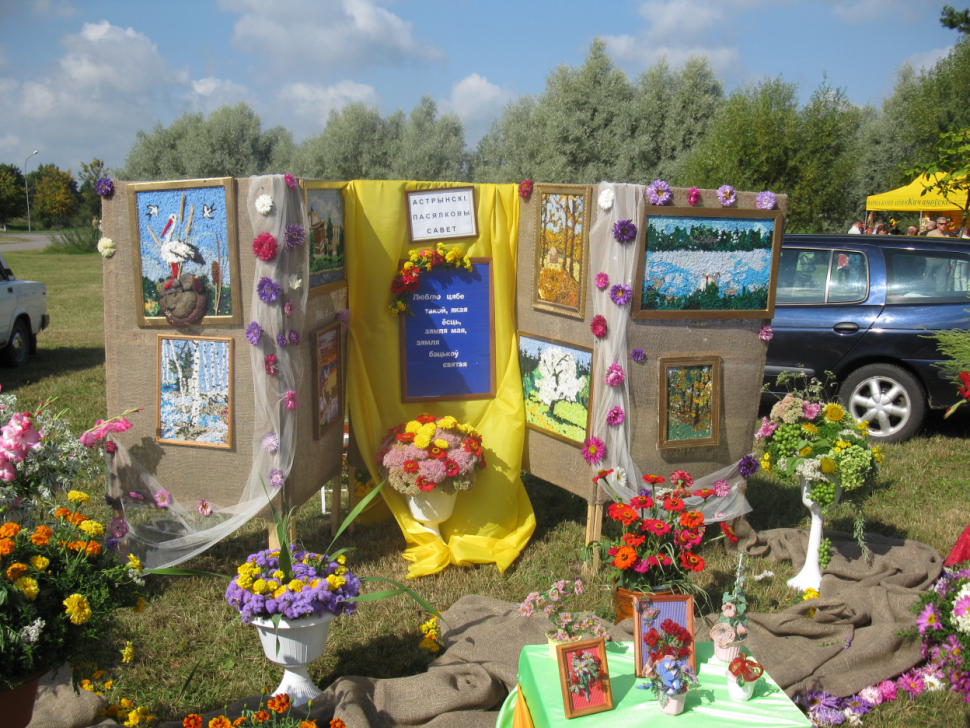 АСТРЫНСКІ
ПАСЯЛКОВЫ
САВЕТ
Люблю цябе
такой, якая
ёсць,
зямля мая,
зямля
бацькоў
святая